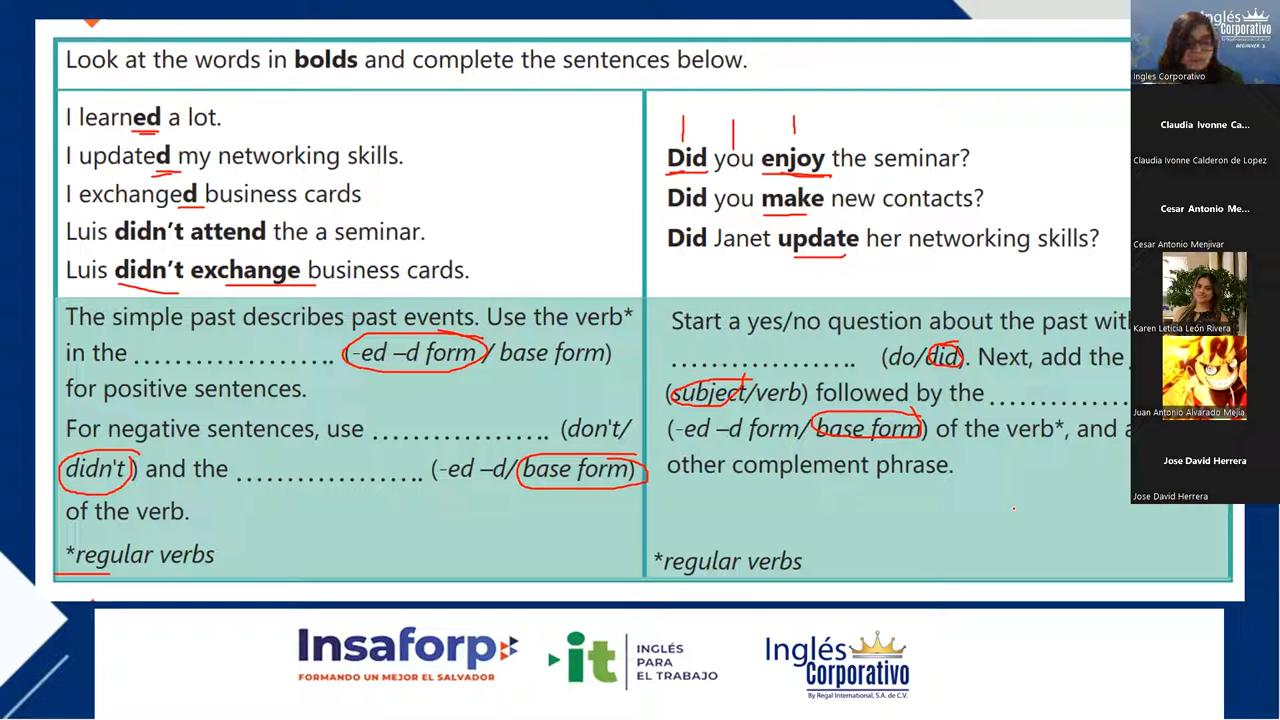 Look at the words in bolds and complete the sentences below.
I learned a lot.
I updated my networking skills.
I exchanged business cards
Luis didn't attend the a seminar.
Luis didn't exchange business cards.
Did you enjoy the seminar?
Did you make new contacts?
Did Janet update her networking skills?
The simple past describes past events. Use the verb*
in the .................... (-ed –d form / base form)
for positive sentences.
For negative sentences, use .................. (don't/
didn't) and the ................... (-ed –d/ base form)
of the verb.
*regular verbs
Start a yes/no question about the past with
.................. (do/did). Next, add the
(subject/verb) followed by the ..............
(-ed –d form/ base form) of the verb*, and a
other complement phrase.
*regular verbs
Inglés
Corporativo
By Regal International, S.A. de C.V.
BEGINNER 2
Ingles Corporativo
Claudia Ivonne Ca...
Claudia Ivonne Calderon de Lopez
Cesar Antonio Me...
Cesar Antonio Menjivar
Karen Leticia León Rivera
Juan Antonio Alvarado Mejia
Jose David Herrera
Jose David Herrera
Insaforp
FORMANDO UN MEJOR EL SALVADOR
it
INGLÉS
PARA
EL TRABAJO
Inglés
Corporativo
By Regal International, S.A. de C.V.